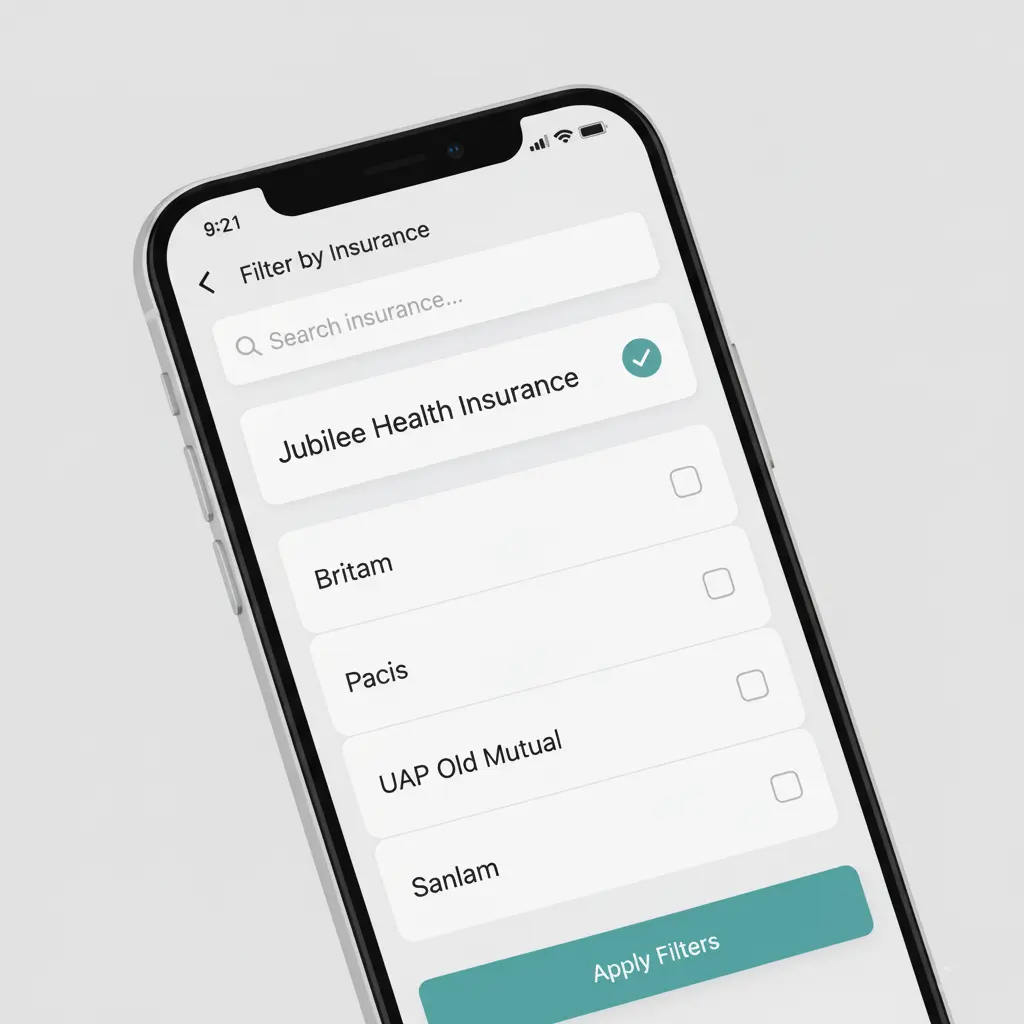 9:21
Filter by Insurance
Search insurance...
Jubilee Health Insurance
Britam
Pacis
UAP Old Mutual
Sanlam
Apply Filters